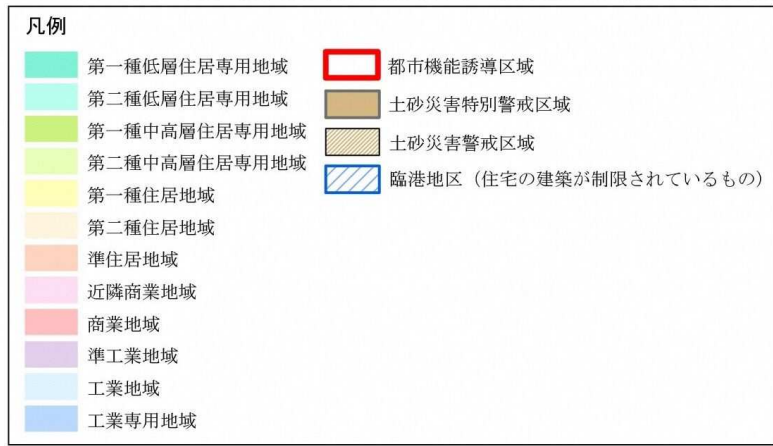 凡例
第一種低層住居専用地域
第二種低層住居専用地域
第一種中高層住居専用地域
第二種中高層住居専用地域
第一種住居地域
第二種住居地域
準住居地域
近隣商業地域
商業地域
準工業地域
工業地域
工業専用地域
都市機能誘導区域
土砂災害特別警戒区域
土砂災害警戒区域
臨港地区（住宅の建築が制限されているもの）